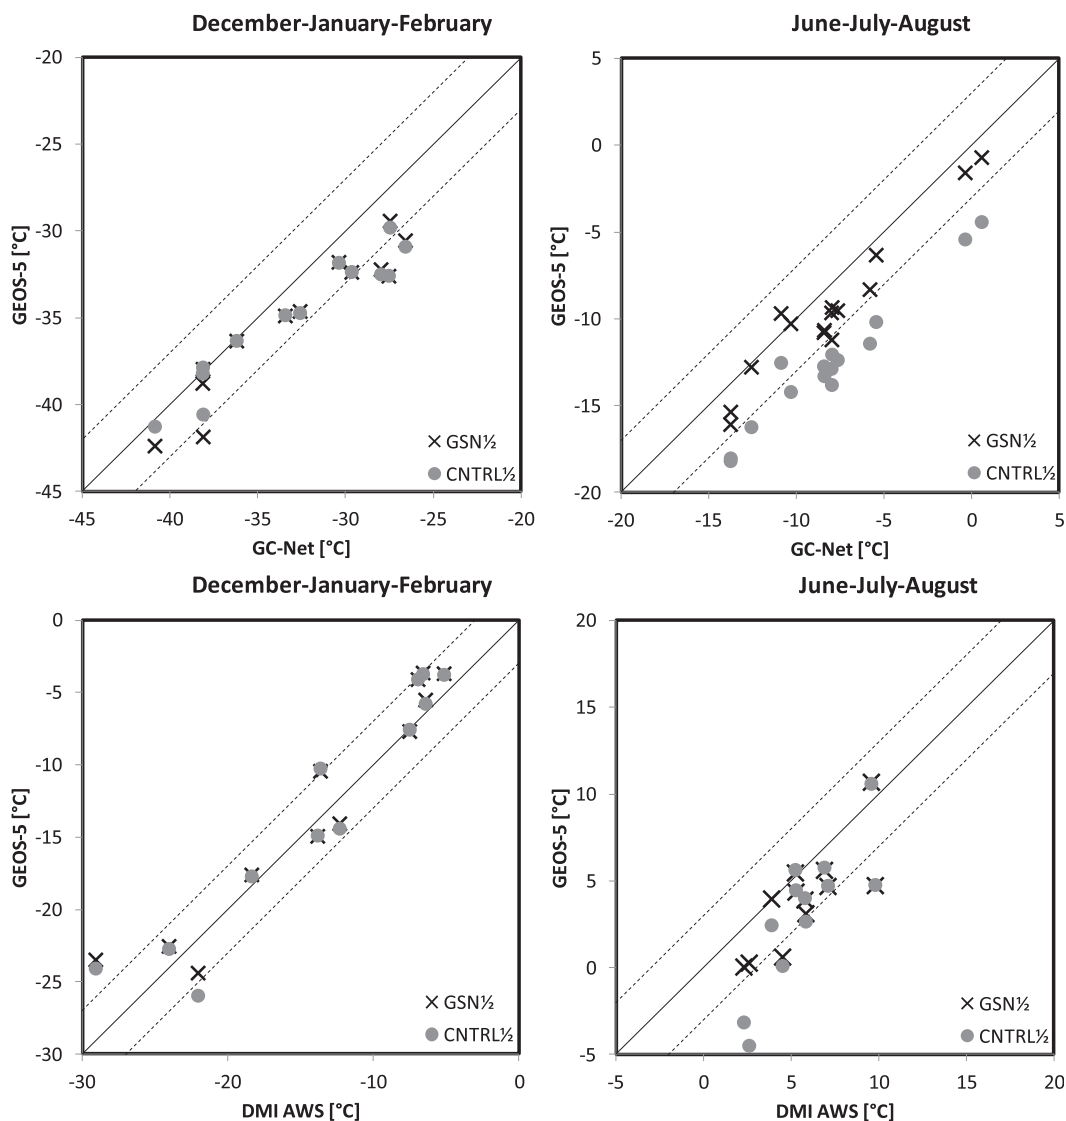 December-January-February
-20
-25
-30
-35
-40
-45
GEOS-5 [°C]
GSN½
CNTRL½
-45 -40 -35 -30 -25 -20
GC-Net [°C]
June-July-August
5
0
-5
-10
-15
-20
GEOS-5 [°C]
GSN½
CNTRL½
-20 -15 -10 -5 0 5
GC-Net [°C]
December-January-February
0
-5
-10
-15
-20
-25
-30
GEOS-5 [°C]
GSN½
CNTRL½
-30 -20 -10 0
DMI AWS [°C]
June-July-August
20
15
10
5
0
-5
GEOS-5 [°C]
GSN½
CNTRL½
-5 0 5 10 15 20
DMI AWS [°C]